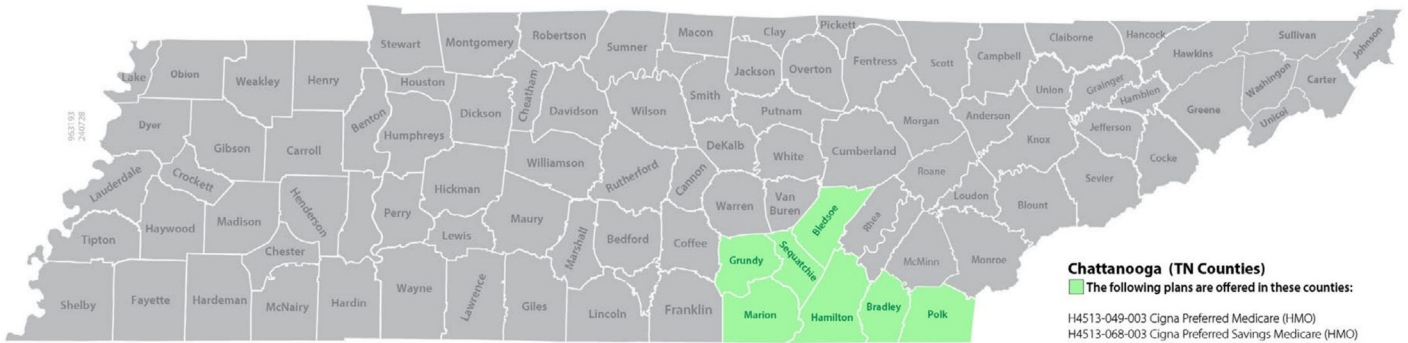 Stewart
Montgomery
Robertson
Sumner
Macon
Clay
Pickett
Claiborne
Hancock
Sullivan
Johnson
Lake
Obion
Weakley
Henry
Houston
Cheatham
Jackson
Overton
Fentress
Scott
Campbell
Union
Grainger
Hawkins
Hamblen
Washingon
Carter
Dyer
Gibson
Carroll
Benton
Humphreys
Dickson
Davidson
Wilson
Smith
Putnam
Morgan
Anderson
Knox
Jefferson
Greene
Unicoi
Lauderdale
Crockett
Henderson
Hickman
Williamson
Rutherford
Cannon
DeKalb
White
Cumberland
Roane
Loudon
Blount
Sevier
Cocke
Tipton
Haywood
Madison
Chester
Perry
Lewis
Maury
Marshall
Bedford
Coffee
Warren
Van
Buren
Bledsoe
Rhea
McMinn
Monroe
Grundy
Sequatchie
Shelby
Fayette
Hardeman
McNairy
Hardin
Wayne
Lawrence
Giles
Lincoln
Franklin
Marion
Hamilton
Bradley
Polk
963193
240729
Chattanooga (TN Counties)
The following plans are offered in these counties:
H4513-049-003 Cigna Preferred Medicare (HMO)
H4513-068-003 Cigna Preferred Savings Medicare (HMO)